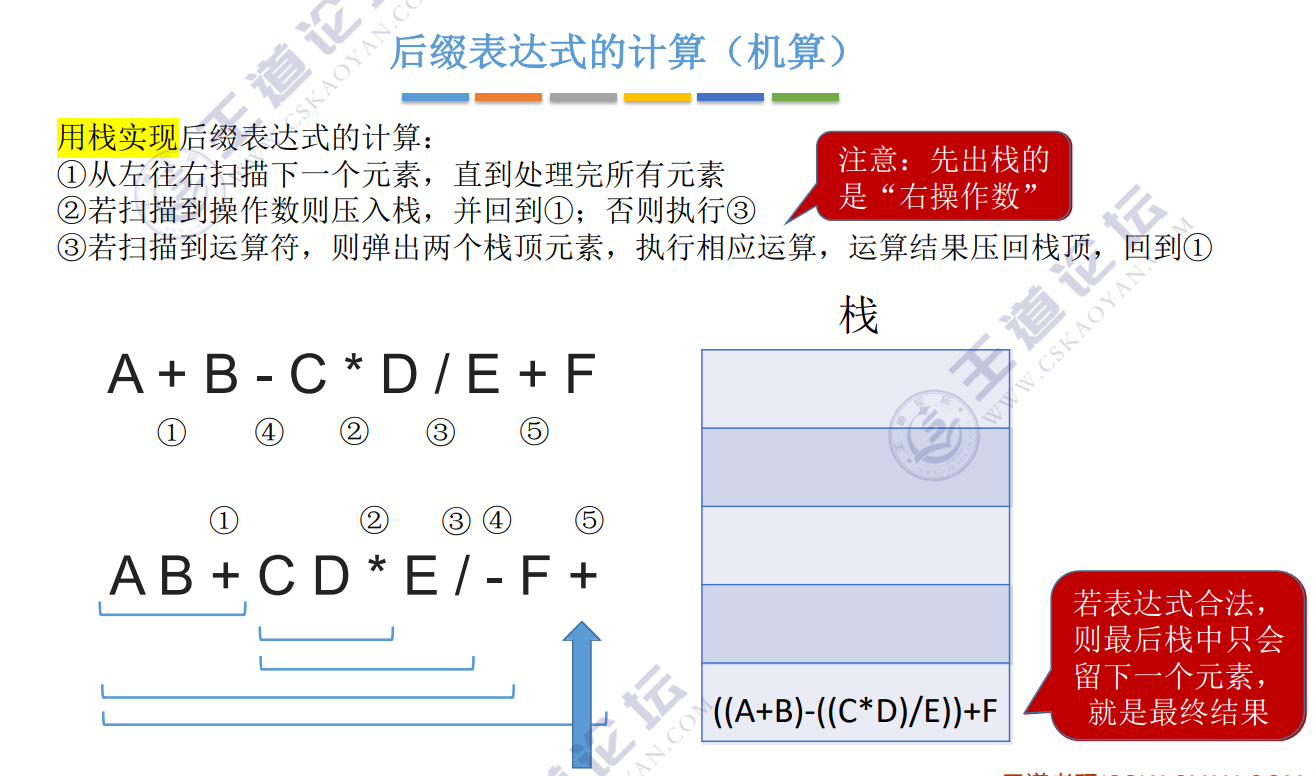 后缀表达式的计算（机算）
用栈实现后缀表达式的计算：
①从左往右扫描下一个元素，直到处理完所有元素
②若扫描到操作数则压入栈，并回到①；否则执行③
③若扫描到运算符，则弹出两个栈顶元素，执行相应运算，运算结果压回栈顶，回到①
注意：先出栈的
是“右操作数”
栈
A + B - C * D / E + F
① ④ ② ③ ⑤
① ② ③ ④ ⑤
A B + C D * E / - F +
((A+B)-((C*D)/E))+F
若表达式合法，
则最后栈中只会
留下一个元素，
就是最终结果
王道论坛
WWW.CSKAOYAN.COM